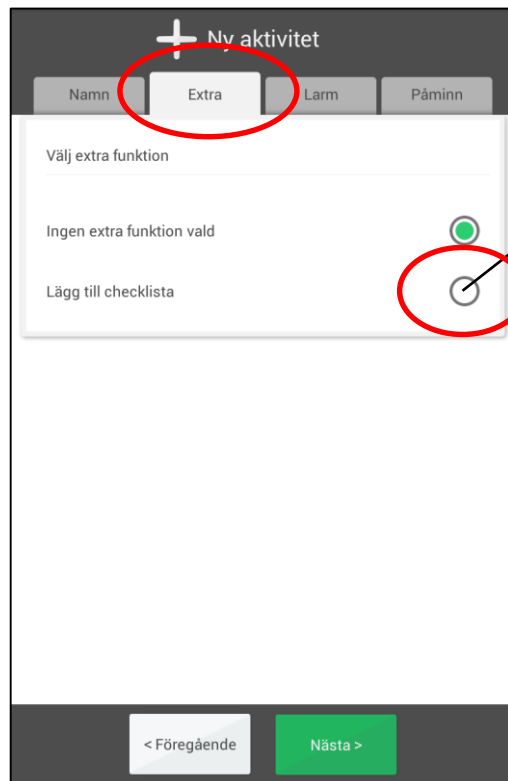 Ny aktivitet
Namn Extra Larm Påminn
Välj extra funktion
Ingen extra funktion vald
Lägg till checklista
< Föregående Nästa >